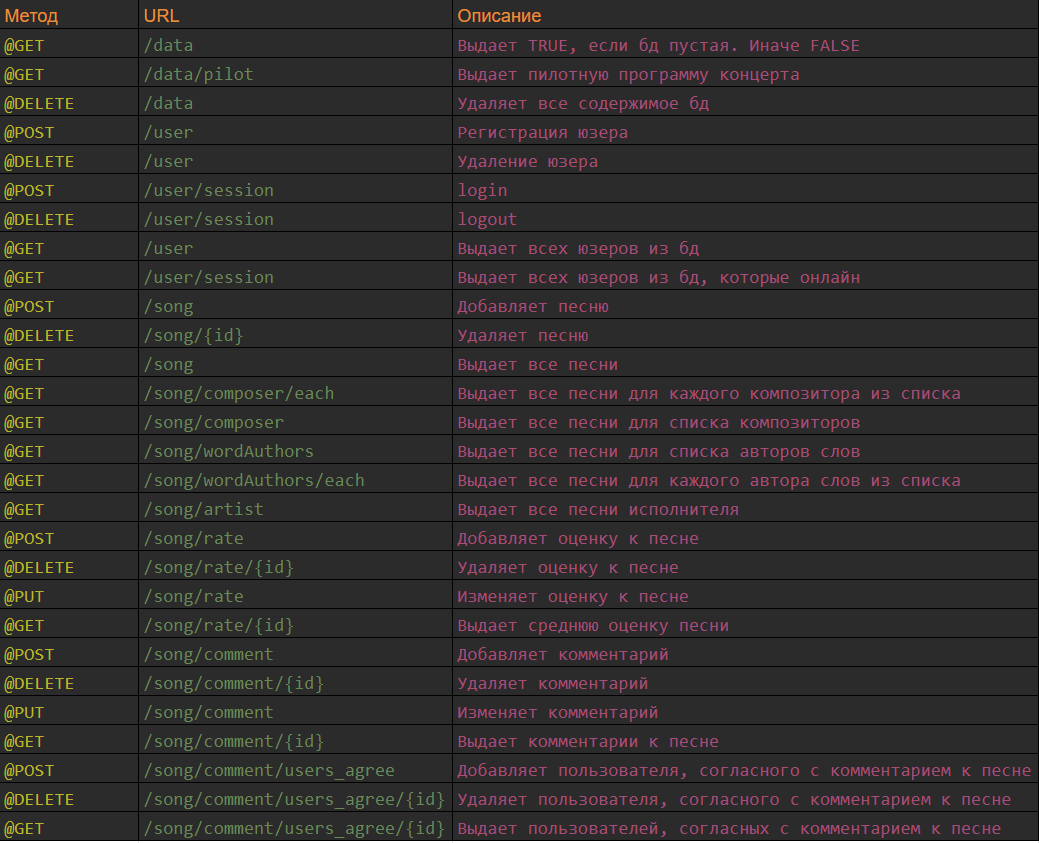 Метод URL Описание
@GET /data Выдает TRUE, если бд пустая. Иначе FALSE
@GET /data/pilot Выдает пилотную программу концерта
@DELETE /data Удаляет все содержимое бд
@POST /user Регистрация юзера
@DELETE /user Удаление юзера
@POST /user/session login
@DELETE /user/session logout
@GET /user Выдает всех юзеров из бд
@GET /user/session Выдает всех юзеров из бд, которые онлайн
@POST /song Добавляет песню
@DELETE /song/{id} Удаляет песню
@GET /song Выдает все песни
@GET /song/composer/each Выдает все песни для каждого композитора из списка
@GET /song/composer Выдает все песни для списка композиторов
@GET /song/wordAuthors Выдает все песни для списка авторов слов
@GET /song/wordAuthors/each Выдает все песни для каждого автора слов из списка
@GET /song/artist Выдает все песни исполнителя
@POST /song/rate Добавляет оценку к песне
@DELETE /song/rate/{id} Удаляет оценку к песне
@PUT /song/rate Изменяет оценку к песне
@GET /song/rate/{id} Выдает среднюю оценку песни
@POST /song/comment Добавляет комментарий
@DELETE /song/comment/{id} Удаляет комментарий
@PUT /song/comment Изменяет комментарий
@GET /song/comment/{id} Выдает комментарии к песне
@POST /song/comment/users_agree Добавляет пользователя, согласного с комментарием к песне
@DELETE /song/comment/users_agree/{id} Удаляет пользователя, согласного с комментарием к песне
@GET /song/comment/users_agree/{id} Выдает пользователей, согласных с комментарием к песне